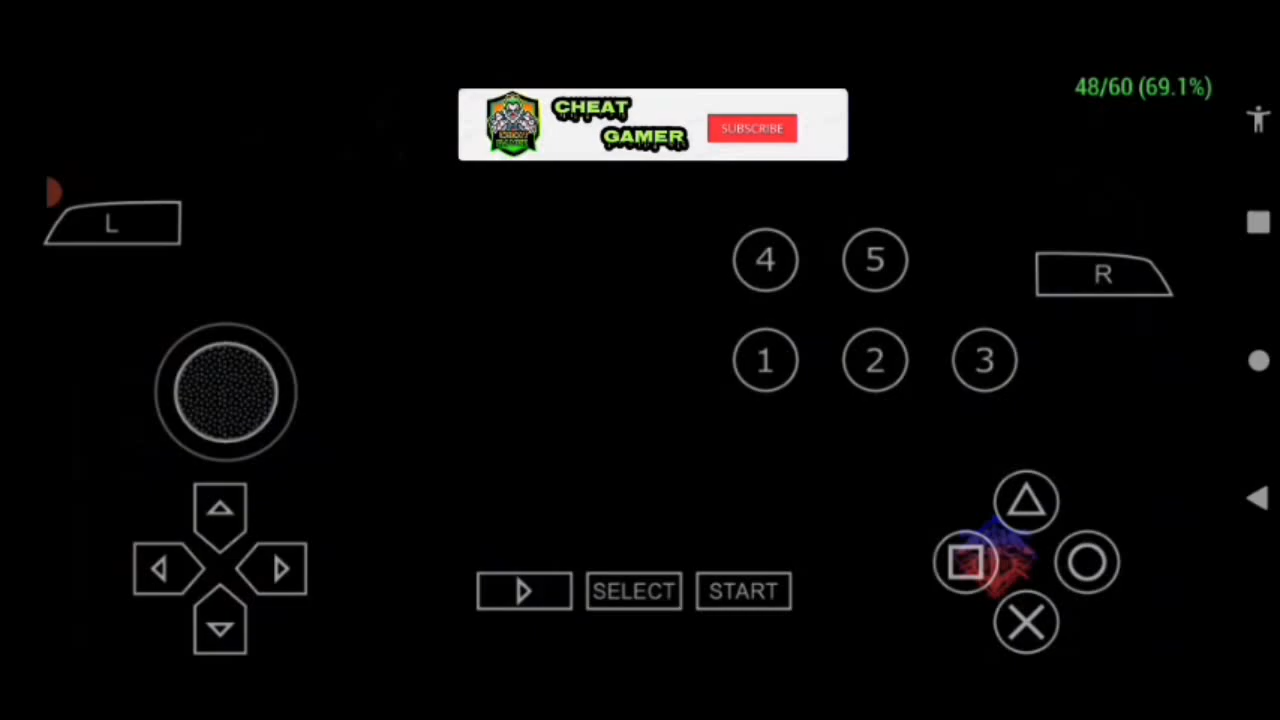 48/60 (69.1%)
CHEAT
GAMER
SUBSCRIBE
L
4 5
R
1 2 3
SELECT START